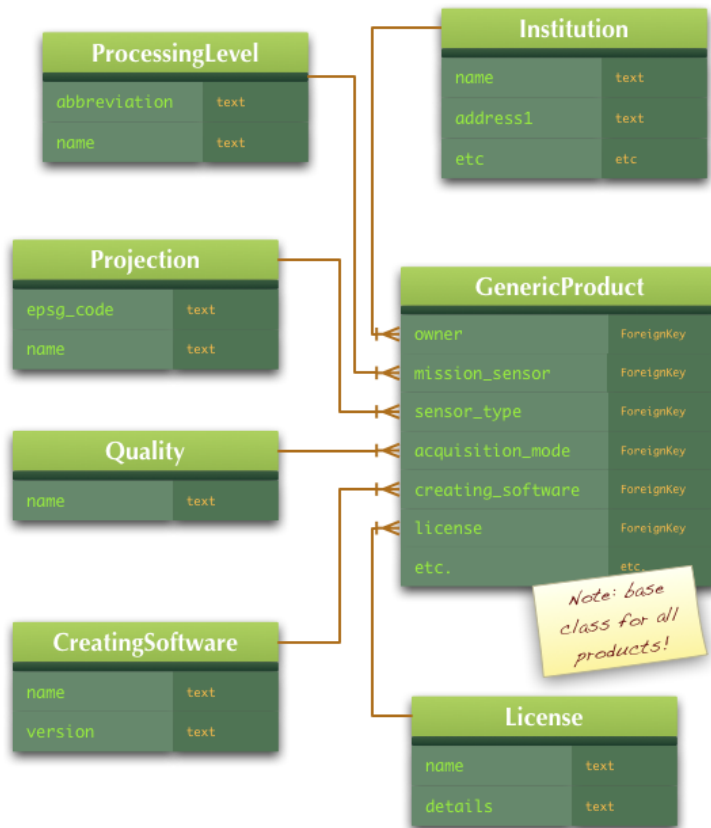 ProcessingLevel
abbreviation text
name text
Institution
name text
address1 text
etc etc
Projection
epsg_code text
name text
GenericProduct
owner ForeignKey
mission_sensor ForeignKey
sensor_type ForeignKey
acquisition_mode ForeignKey
creating_software ForeignKey
license ForeignKey
etc. etc.
Note: base
class for all
products!
Quality
name text
CreatingSoftware
name text
version text
License
name text
details text